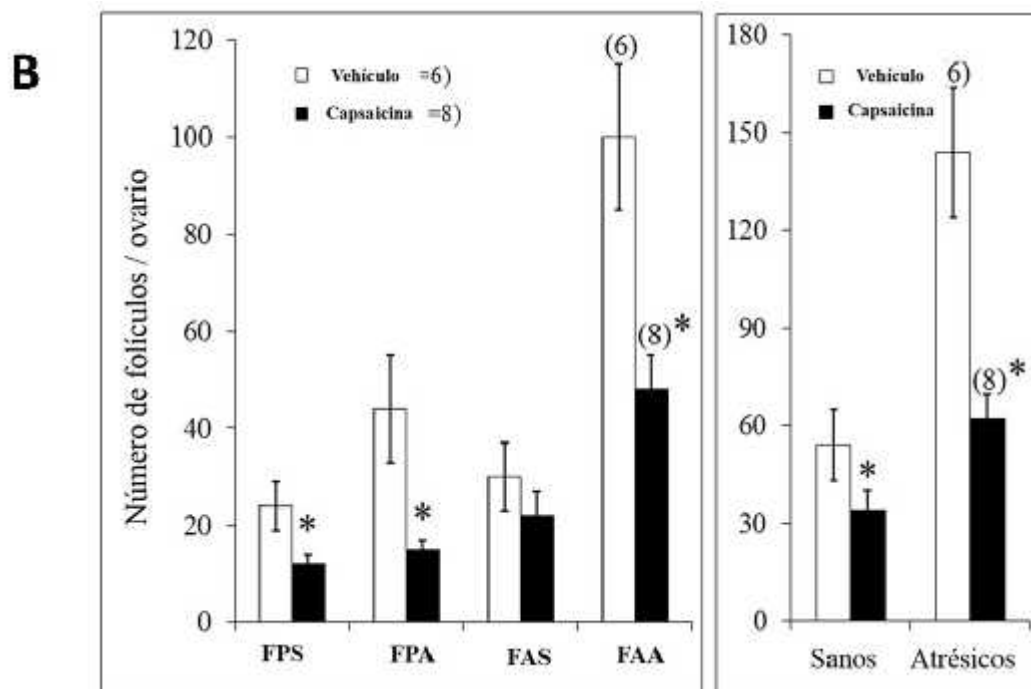 B
Número de folículos / ovario
120
100
80
60
40
20
0
Vehículo =6)
Capsaicina =8)
(6)
(8)*
*
*
FPS FPA FAS FAA
180
150
120
90
60
30
0
Vehículo
Capsaicina
6)
(8)*
*
Sanos Atrésicos